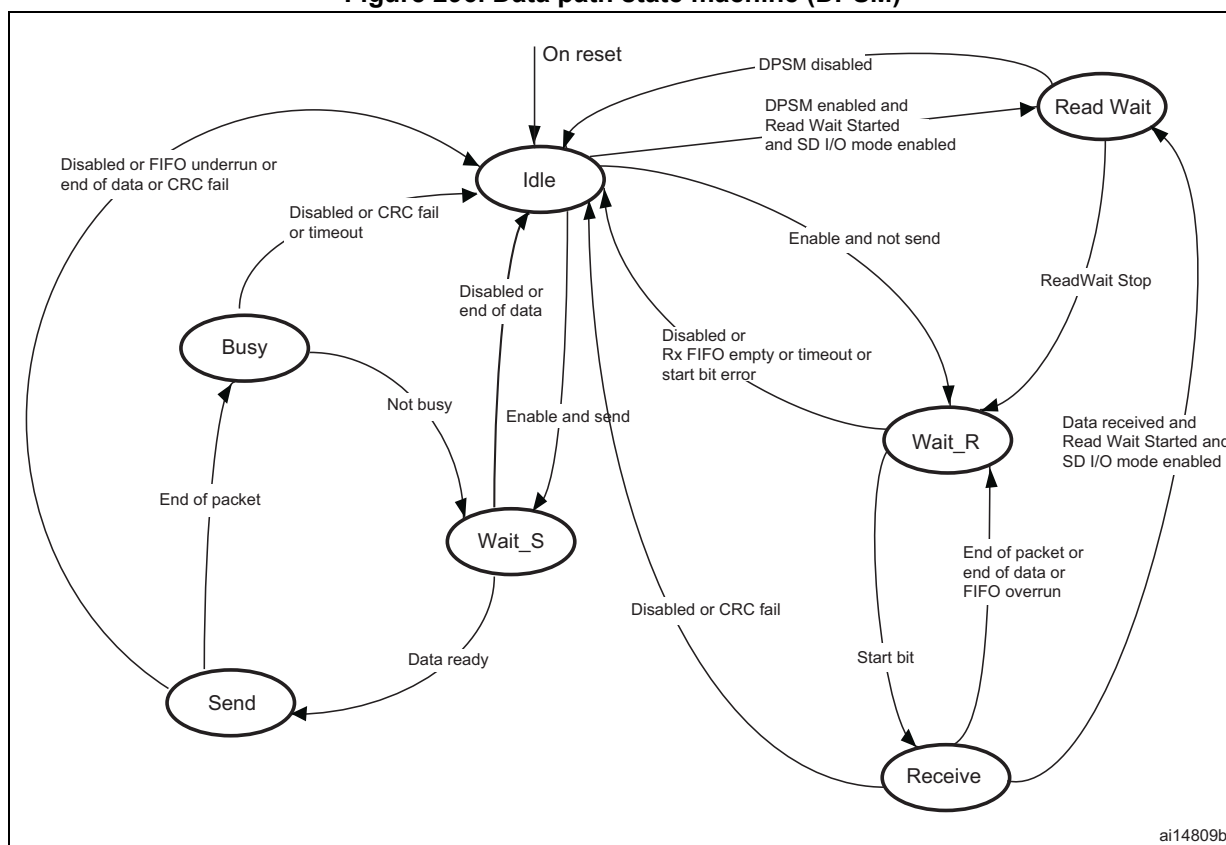 On reset
DPSM disabled
Read Wait
DPSM enabled and
Read Wait Started
and SD I/O mode enabled
Disabled or FIFO underrun or
end of data or CRC fail
Idle
Disabled or CRC fail
or timeout
Enable and not send
ReadWait Stop
Disabled or
end of data
Disabled or
Rx FIFO empty or timeout or
start bit error
Busy
Not busy
Enable and send
Data received and
Read Wait Started and
SD I/O mode enabled
Wait_R
End of packet
Wait_S
End of packet or
end of data or
FIFO overrun
Disabled or CRC fail
Data ready
Start bit
Send
Receive
ai14809b